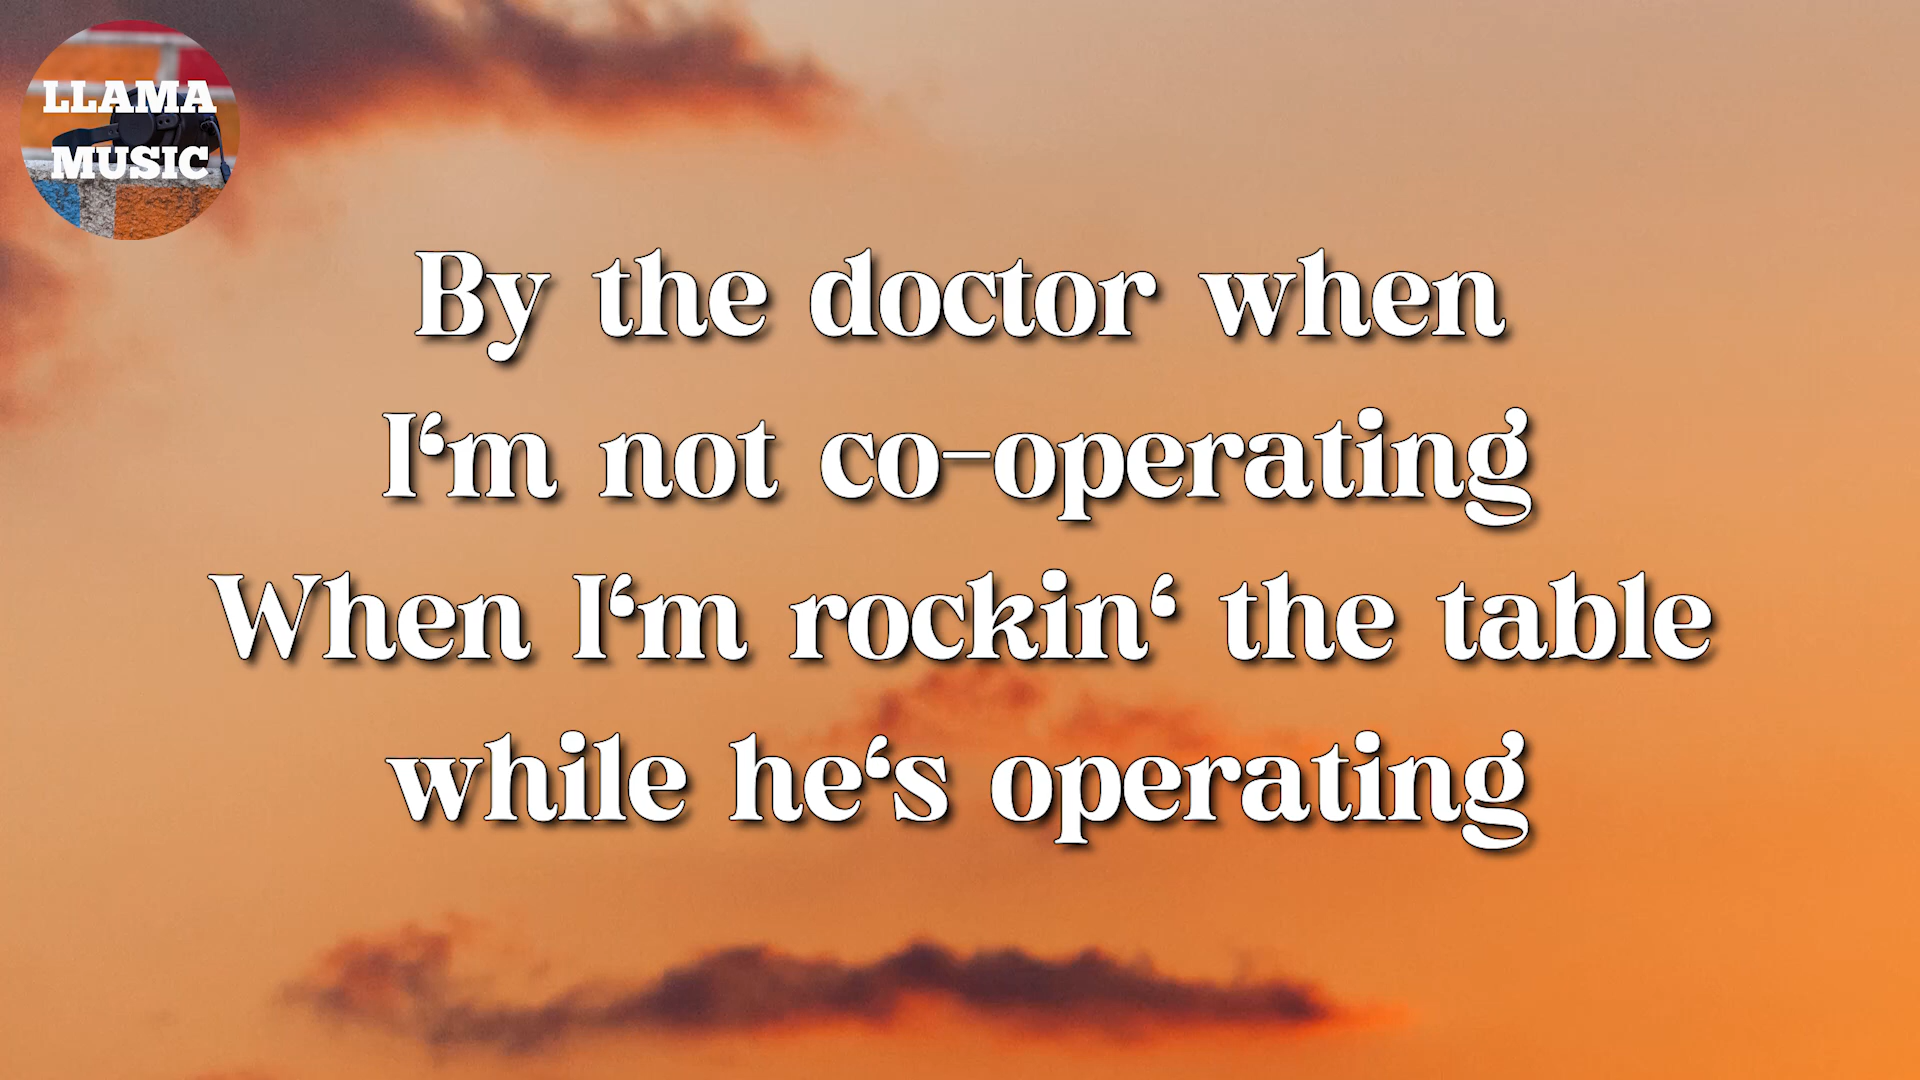 LLAMA
MUSIC
By the doctor when
I‘m not co-operating
When I‘m rockin‘ the table
while he‘s operating